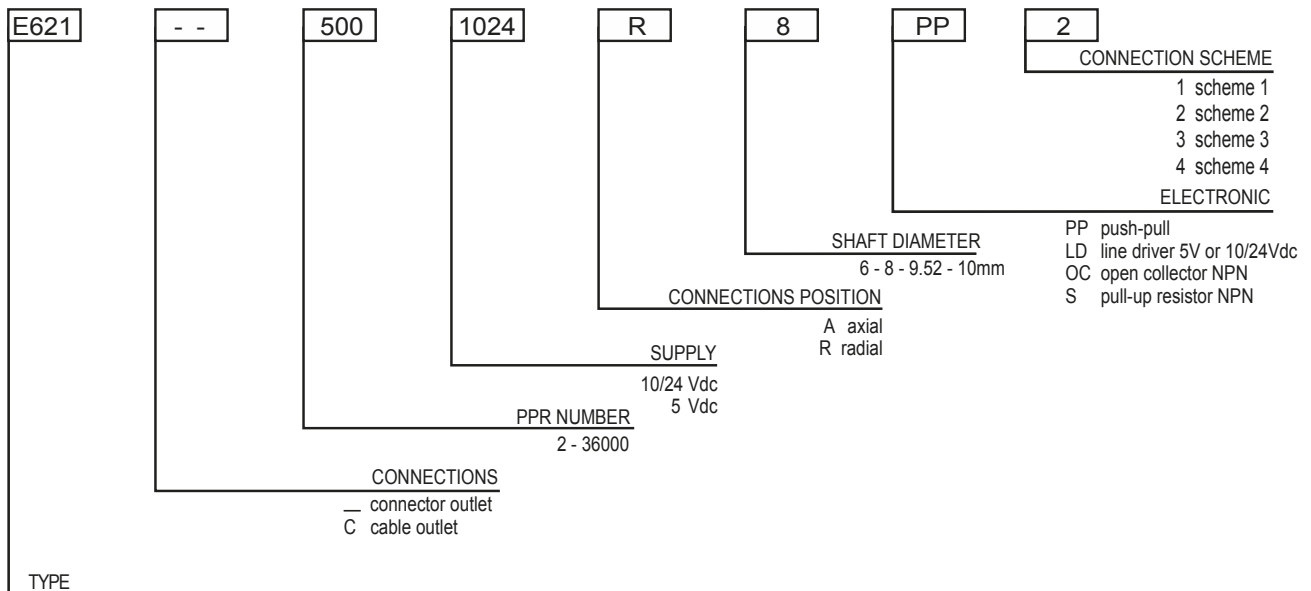 E621 - - 500 1024 R 8 PP 2
CONNECTION SCHEME
1 scheme 1
2 scheme 2
3 scheme 3
4 scheme 4
ELECTRONIC
PP push-pull
LD line driver 5V or 10/24Vdc
OC open collector NPN
S pull-up resistor NPN
SHAFT DIAMETER
6 - 8 - 9.52 - 10mm
CONNECTIONS POSITION
A axial
R radial
SUPPLY
10/24 Vdc
5 Vdc
PPR NUMBER
2 - 36000
CONNECTIONS
_ connector outlet
C cable outlet
TYPE